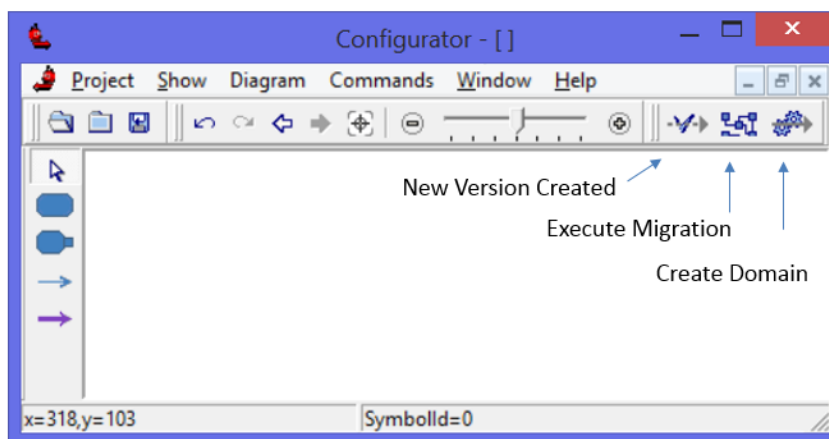 Configurator - [ ]
Project Show Diagram Commands Window Help
New Version Created
Execute Migration
Create Domain
x=318,y=103 SymbolId=0